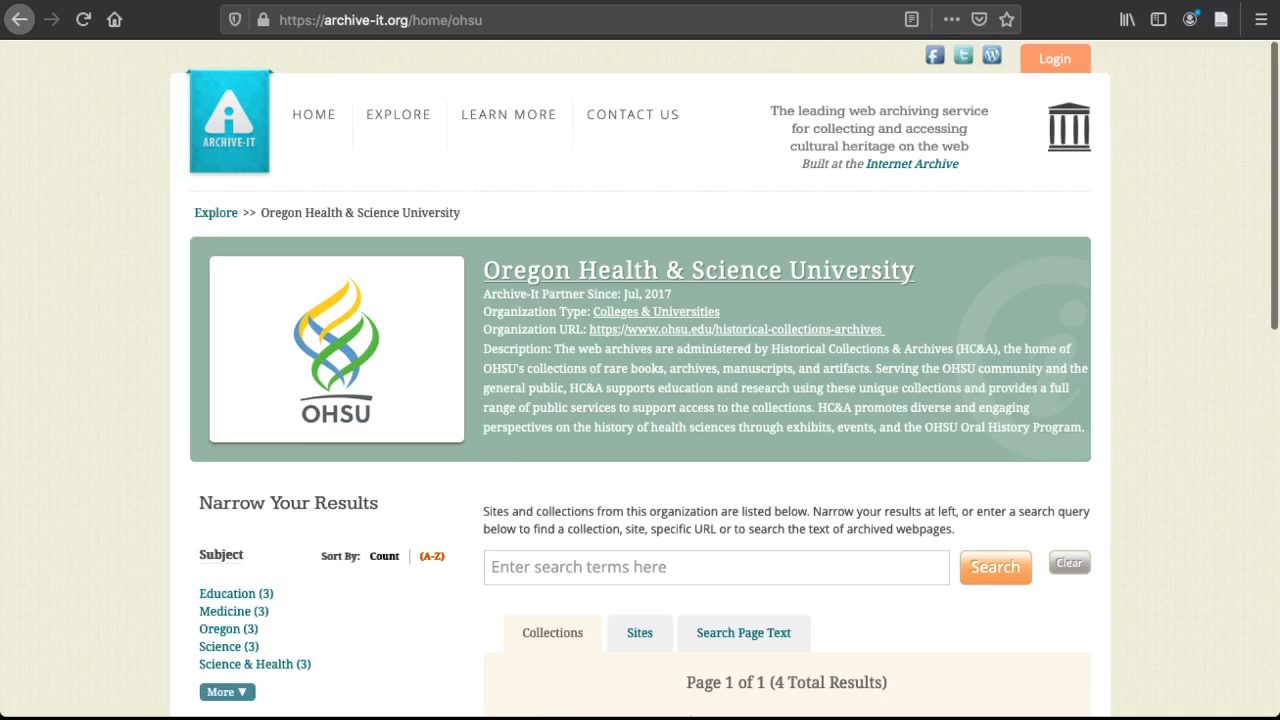 https://archive-it.org/home/ohsu
Login
ARCHIVE-IT
HOME
EXPLORE
LEARN MORE
CONTACT US
The leading web archiving service
for collecting and accessing
cultural heritage on the web
Built at the Internet Archive
Explore >> Oregon Health & Science University
OHSU
Oregon Health & Science University
Archive-It Partner Since: Jul, 2017
Organization Type: Colleges & Universities
Organization URL: https://www.ohsu.edu/historical-collections-archives
Description: The web archives are administered by Historical Collections & Archives (HC&A), the home of
OHSU's collections of rare books, archives, manuscripts, and artifacts. Serving the OHSU community and the
general public, HC&A supports education and research using these unique collections and provides a full
range of public services to support access to the collections. HC&A promotes diverse and engaging
perspectives on the history of health sciences through exhibits, events, and the OHSU Oral History Program.
Narrow Your Results
Subject
Sort By: Count | (A-Z)
Education (3)
Medicine (3)
Oregon (3)
Science (3)
Science & Health (3)
More ▼
Sites and collections from this organization are listed below. Narrow your results at left, or enter a search query
below to find a collection, site, specific URL or to search the text of archived webpages.
Enter search terms here
Search
Clear
Collections
Sites
Search Page Text
Page 1 of 1 (4 Total Results)